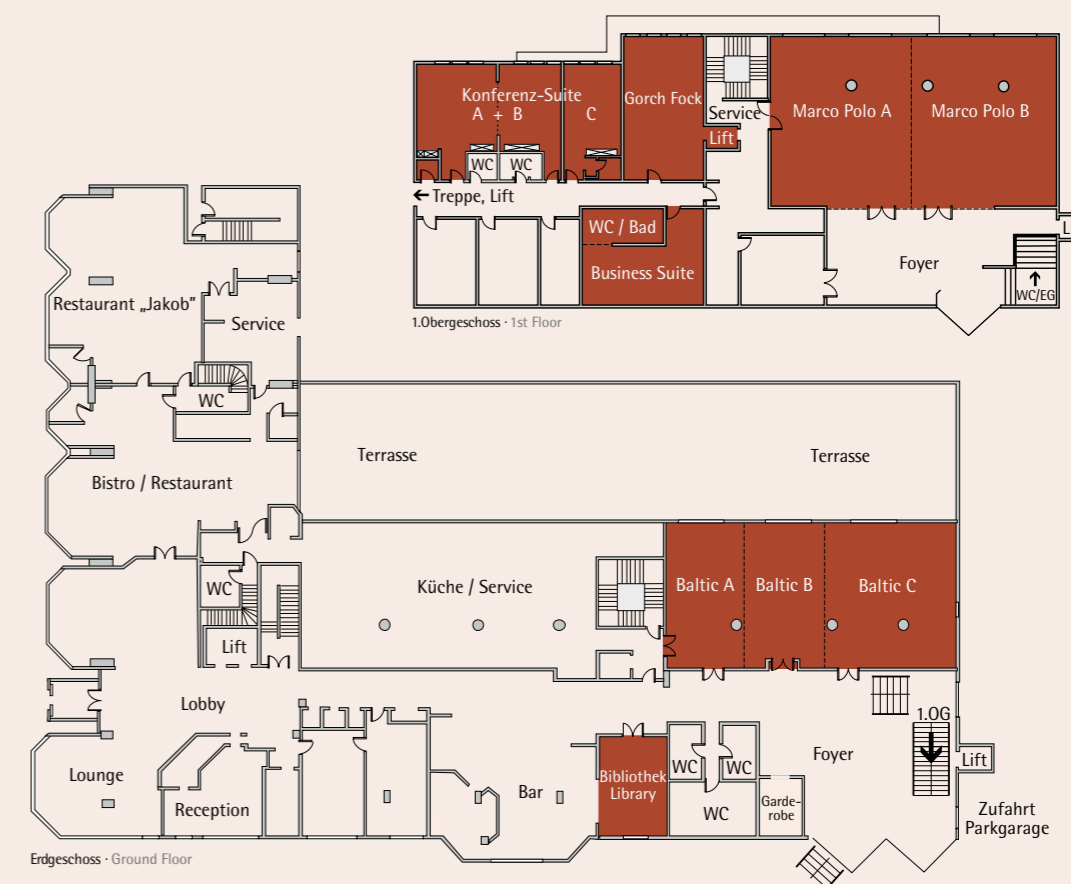 Konferenz-Suite
A + B
C
Gorch Fock
Service
Lift
Marco Polo A
Marco Polo B
WC
WC
← Treppe, Lift
WC / Bad
Business Suite
Foyer
↑
WC/EG
1.Obergeschoss · 1st Floor
Restaurant „Jakob"
Service
WC
Bistro / Restaurant
Terrasse
Terrasse
Küche / Service
Baltic A
Baltic B
Baltic C
WC
Lift
Lobby
1.OG
Foyer
Lift
Lounge
Reception
Bar
Bibliothek
Library
WC
WC
WC
Garde-
robe
Zufahrt
Parkgarage
Erdgeschoss · Ground Floor